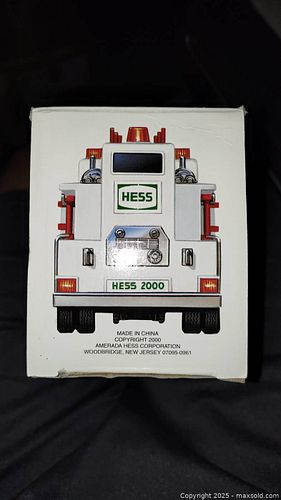 HESS
HESS 2000
MADE IN CHINA
COPYRIGHT 2000
AMERADA HESS CORPORATION
WOODBRIDGE, NEW JERSEY 07095-0961
Copyright © 2025 - maxsold.com